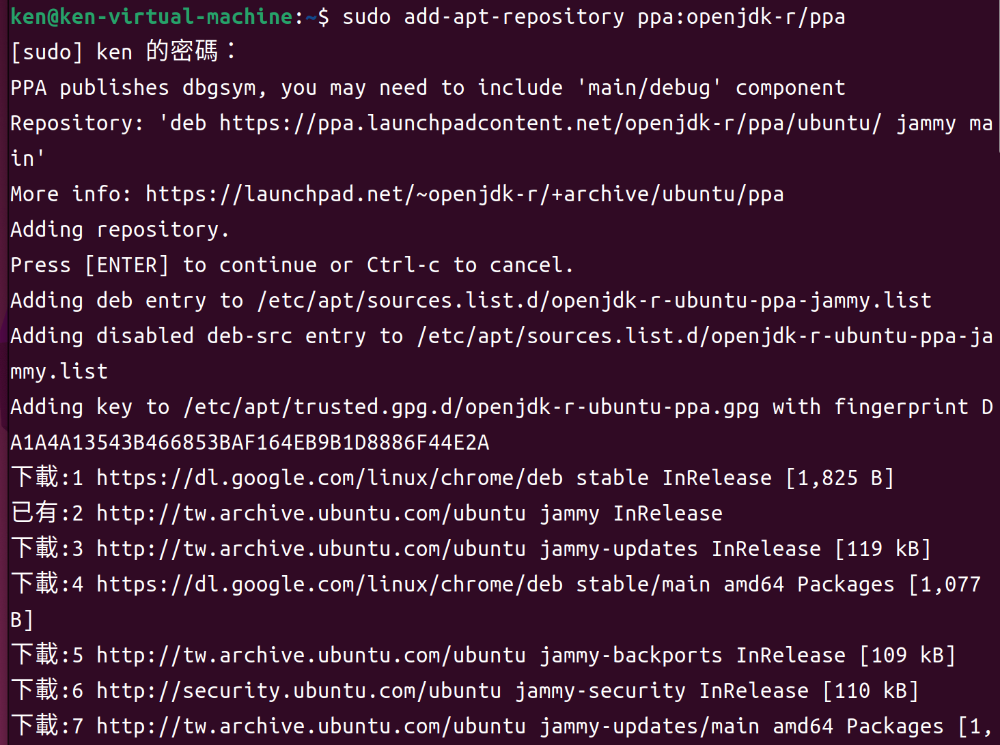 ken@ken-virtual-machine:~$ sudo add-apt-repository ppa:openjdk-r/ppa
[sudo] ken 的密碼：
PPA publishes dbgsym, you may need to include 'main/debug' component
Repository: 'deb https://ppa.launchpadcontent.net/openjdk-r/ppa/ubuntu/ jammy ma
in'
More info: https://launchpad.net/~openjdk-r/+archive/ubuntu/ppa
Adding repository.
Press [ENTER] to continue or Ctrl-c to cancel.
Adding deb entry to /etc/apt/sources.list.d/openjdk-r-ubuntu-ppa-jammy.list
Adding disabled deb-src entry to /etc/apt/sources.list.d/openjdk-r-ubuntu-ppa-ja
mmy.list
Adding key to /etc/apt/trusted.gpg.d/openjdk-r-ubuntu-ppa.gpg with fingerprint D
A1A4A13543B466853BAF164EB9B1D8886F44E2A
下載:1 https://dl.google.com/linux/chrome/deb stable InRelease [1,825 B]
已有:2 http://tw.archive.ubuntu.com/ubuntu jammy InRelease
下載:3 http://tw.archive.ubuntu.com/ubuntu jammy-updates InRelease [119 kB]
下載:4 https://dl.google.com/linux/chrome/deb stable/main amd64 Packages [1,077
B]
下載:5 http://tw.archive.ubuntu.com/ubuntu jammy-backports InRelease [109 kB]
下載:6 http://security.ubuntu.com/ubuntu jammy-security InRelease [110 kB]
下載:7 http://tw.archive.ubuntu.com/ubuntu jammy-updates/main amd64 Packages [1,